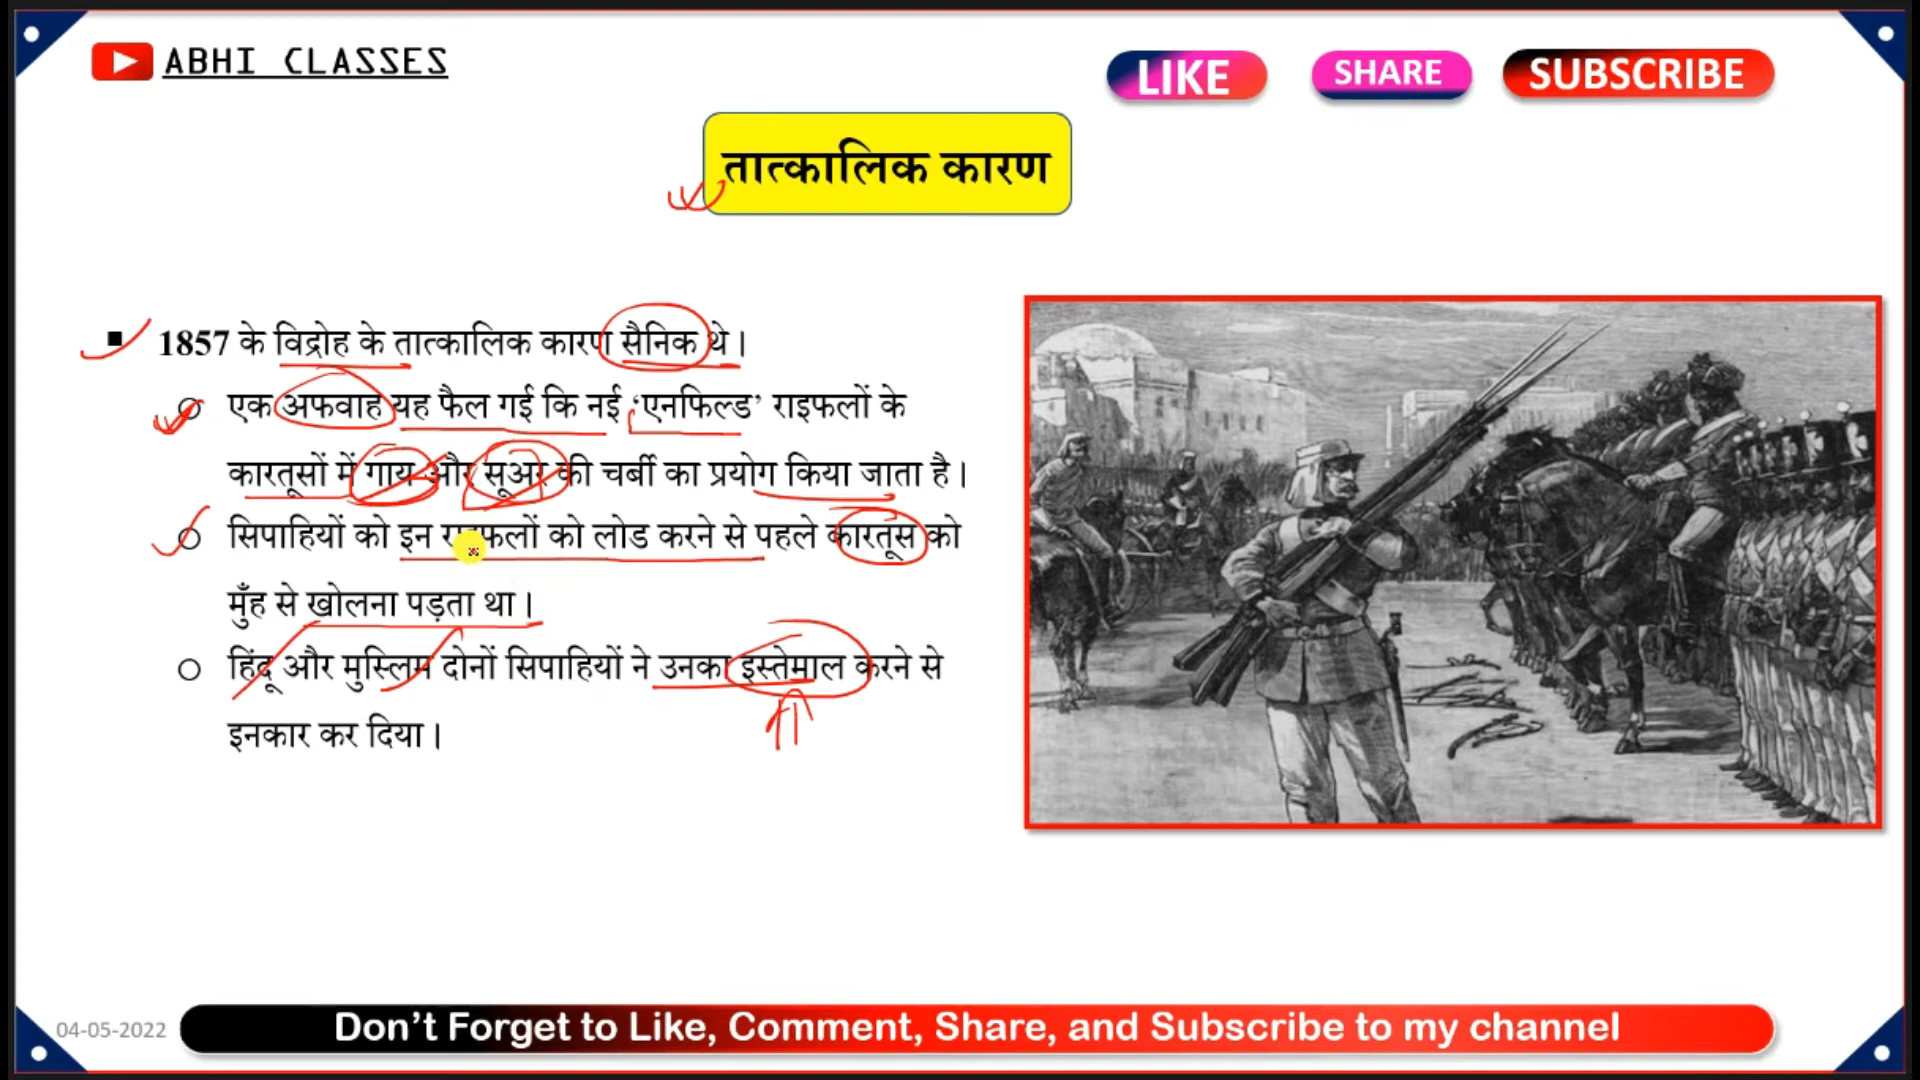 ABHI CLASSES
LIKE
SHARE
SUBSCRIBE
तात्कालिक कारण
1857 के विद्रोह के तात्कालिक कारण सैनिक थे।
एक अफवाह यह फैल गई कि नई ‘एनफिल्ड’ राइफलों के
कारतूसों में गाय और सूअर की चर्बी का प्रयोग किया जाता है।
सिपाहियों को इन राइफलों को लोड करने से पहले कारतूस को
मुँह से खोलना पड़ता था।
हिंदू और मुस्लिम दोनों सिपाहियों ने उनका इस्तेमाल करने से
इनकार कर दिया।
04-05-2022
Don’t Forget to Like, Comment, Share, and Subscribe to my channel